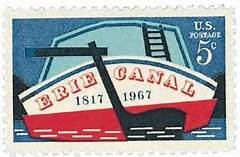 U.S.
POSTAGE
5c
ERIE CANAL
1817 1967